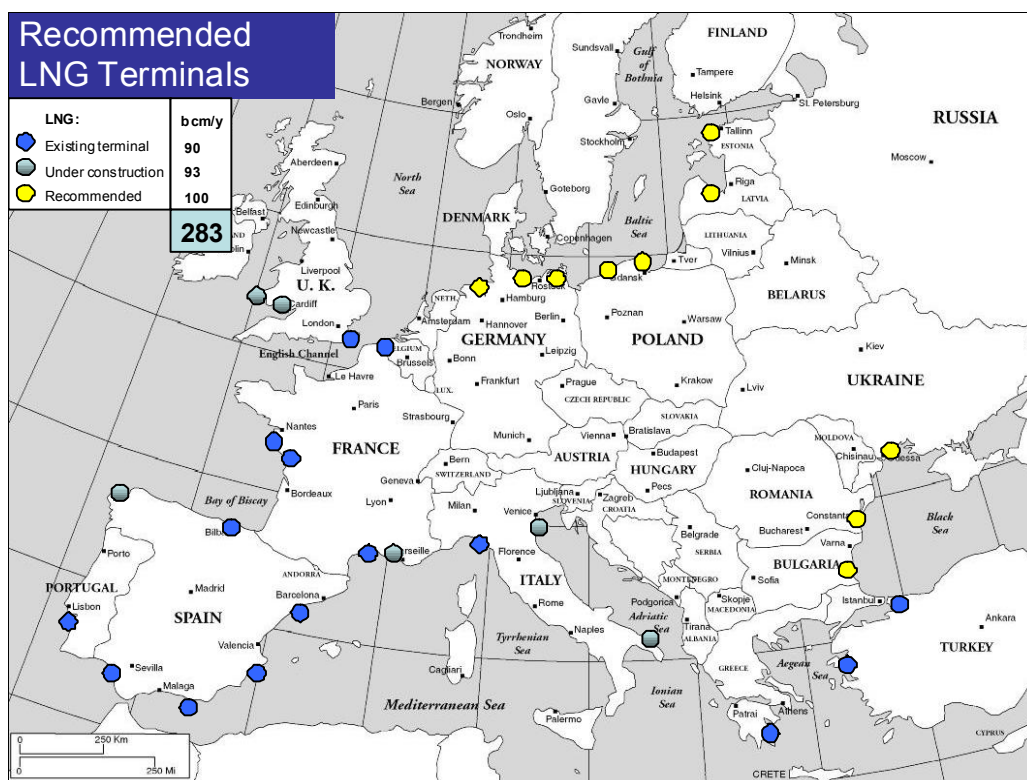 Recommended
LNG Terminals
LNG:
bcm/y
Existing terminal
90
Under construction
93
Recommended
100
283
Trondheim
NORWAY
Bergen
Oslo
Sundsvall
Gulf
of
Bothnia
Gavle
Stockholm
FINLAND
Tampere
Helsink
St. Petersburg
Tallinn
ESTONIA
RUSSIA
Moscow
Riga
LATVIA
Aberdeen
Edinburgh
Belfast
Newcastle
Liverpool
U. K.
Cardiff
London
English Channel
North
Sea
DENMARK
Goteborg
Copenhagen
Baltic
Sea
LITHUANIA
Vilnius
Minsk
BELARUS
Tver
Gdansk
Rostock
Hamburg
NETH.
Amsterdam
Hannover
Berlin
GERMANY
Poznan
Warsaw
POLAND
Brussels
Bonn
Leipzig
LUX.
Frankfurt
Prague
CZECH REPUBLIC
Krakow
Lviv
Kiev
UKRAINE
Le Havre
Paris
Strasbourg
Nantes
FRANCE
Munich
Vienna
Bratislava
SLOVAKIA
AUSTRIA
Budapest
HUNGARY
Pecs
MOLDOVA
Chisinau
Bern
SWITZERLAND
Geneva
Lyon
Bordeaux
Bay of Biscay
Milan
Venice
Ljubljana
SLOVENIA
Zagreb
CROATIA
Cluj-Napoca
ROMANIA
Constanta
Bucharest
Black
Sea
Belgrade
SERBIA
Varna
BULGARIA
Sofia
Porto
PORTUGAL
Lisbon
Madrid
SPAIN
ANDORRA
Barcelona
Valencia
Sevilla
Malaga
Florence
ITALY
Rome
Naples
Adriatic
Sea
MONTENEGRO
Podgorica
Skopje
MACEDONIA
Tirana
ALBANIA
Istanbul
Ankara
TURKEY
Tyrrhenian
Sea
Cagliari
Palermo
Mediterranean Sea
Ionian
Sea
GREECE
Aegean
Sea
Patrai
Athens
CRETE
CYPRUS
0
250 Km
0
250 Mi